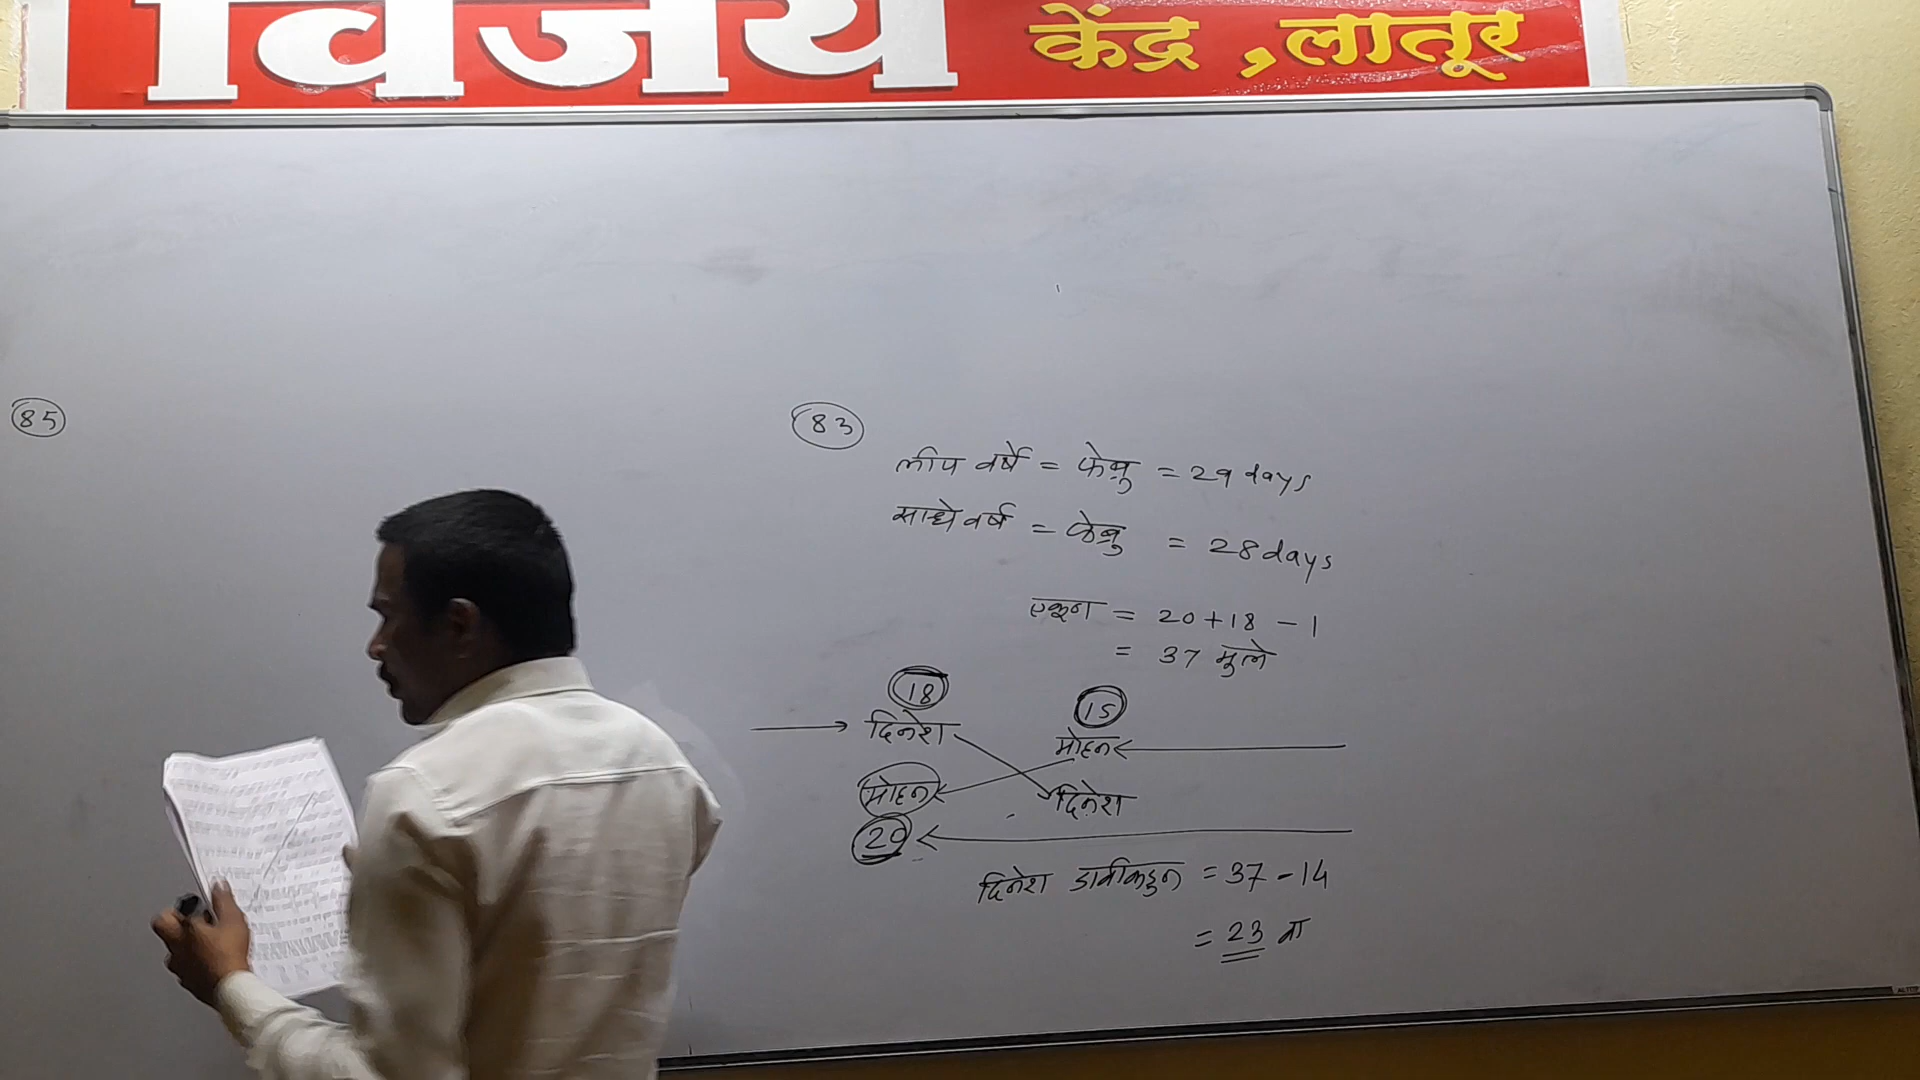 विजय केंद्र, लातूर
85
83
लीप वर्षे = फेब्रु = 29 days
साधे वर्ष = फेब्रु = 28 days
एकूण = 20+18 - 1
= 37 मुले
18
15
दिनेश
मोहन
मोहन
दिनेश
20
दिनेश डावीकडून = 37-14
= 23 वा